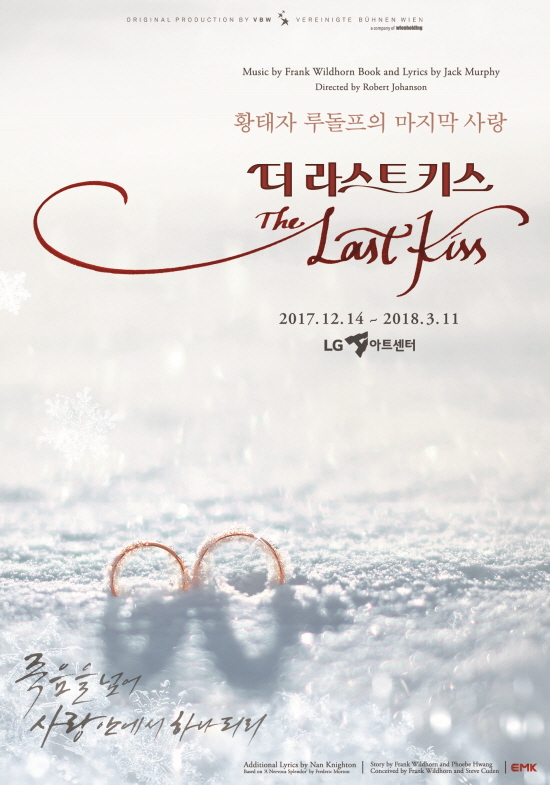 ORIGINAL PRODUCTION BY VBW VEREINIGTE BÜHNEN WIEN
a company of wienholding
Music by Frank Wildhorn Book and Lyrics by Jack Murphy
Directed by Robert Johanson
황태자 루돌프의 마지막 사랑
더 라스트 키스
The Last Kiss
2017.12.14 ~ 2018.3.11
LG 아트센터
죽음을 넘어
사랑 안에서 하나 되리
Additional Lyrics by Nan Knighton
Based on 'A Nervous Splendor' by Frederic Morton
Story by Frank Wildhorn and Phoebe Hwang
Conceived by Frank Wildhorn and Steve Cuden
EMK